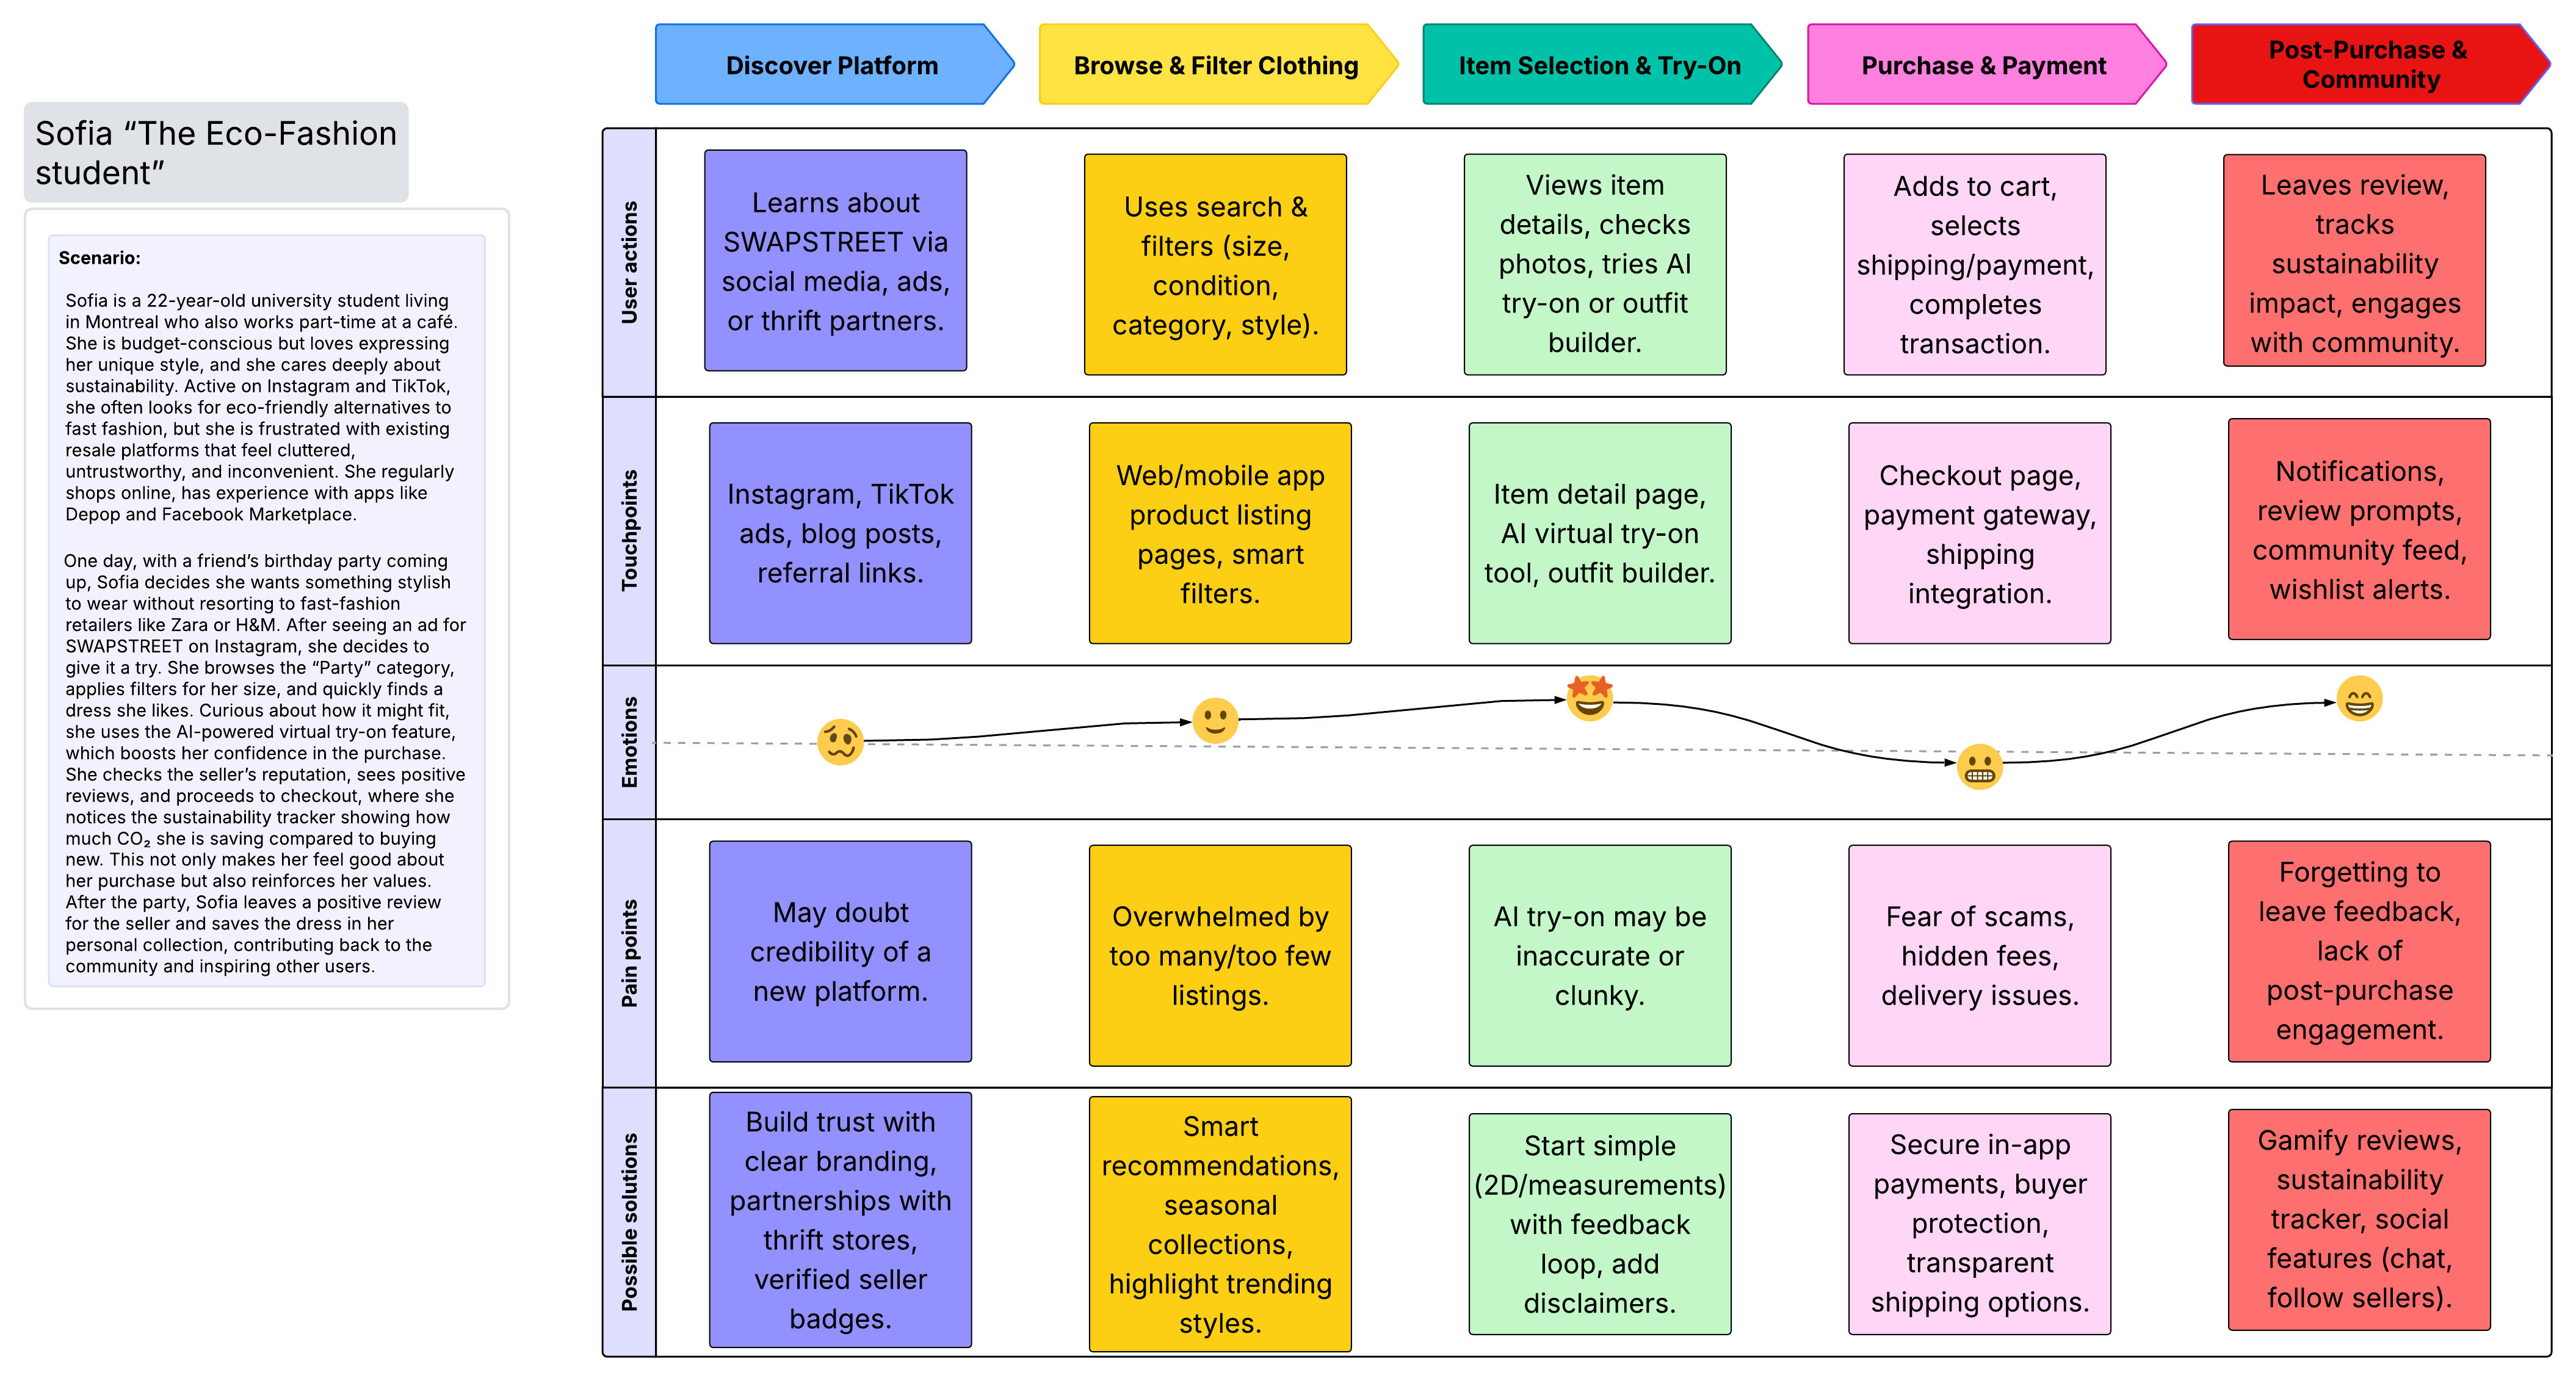 Discover Platform
Browse & Filter Clothing
Item Selection & Try-On
Purchase & Payment
Post-Purchase &
Community
Sofia “The Eco-Fashion
student”
Scenario:
Sofia is a 22-year-old university student living
in Montreal who also works part-time at a café.
She is budget-conscious but loves expressing
her unique style, and she cares deeply about
sustainability. Active on Instagram and TikTok,
she often looks for eco-friendly alternatives to
fast fashion, but she is frustrated with existing
resale platforms that feel cluttered,
untrustworthy, and inconvenient. She regularly
shops online, has experience with apps like
Depop and Facebook Marketplace.
One day, with a friend’s birthday party coming
up, Sofia decides she wants something stylish
to wear without resorting to fast-fashion
retailers like Zara or H&M. After seeing an ad for
SWAPSTREET on Instagram, she decides to
give it a try. She browses the “Party” category,
applies filters for her size, and quickly finds a
dress she likes. Curious about how it might fit,
she uses the AI-powered virtual try-on feature,
which boosts her confidence in the purchase.
She checks the seller’s reputation, sees positive
reviews, and proceeds to checkout, where she
notices the sustainability tracker showing how
much CO₂ she is saving compared to buying
new. This not only makes her feel good about
her purchase but also reinforces her values.
After the party, Sofia leaves a positive review
for the seller and saves the dress in her
personal collection, contributing back to the
community and inspiring other users.
User actions
Learns about
SWAPSTREET via
social media, ads,
or thrift partners.
Uses search &
filters (size,
condition,
category, style).
Views item
details, checks
photos, tries AI
try-on or outfit
builder.
Adds to cart,
selects
shipping/payment,
completes
transaction.
Leaves review,
tracks
sustainability
impact, engages
with community.
Touchpoints
Instagram, TikTok
ads, blog posts,
referral links.
Web/mobile app
product listing
pages, smart
filters.
Item detail page,
AI virtual try-on
tool, outfit builder.
Checkout page,
payment gateway,
shipping
integration.
Notifications,
review prompts,
community feed,
wishlist alerts.
Emotions
Pain points
May doubt
credibility of a
new platform.
Overwhelmed by
too many/too few
listings.
AI try-on may be
inaccurate or
clunky.
Fear of scams,
hidden fees,
delivery issues.
Forgetting to
leave feedback,
lack of
post-purchase
engagement.
Possible solutions
Build trust with
clear branding,
partnerships with
thrift stores,
verified seller
badges.
Smart
recommendations,
seasonal
collections,
highlight trending
styles.
Start simple
(2D/measurements)
with feedback
loop, add
disclaimers.
Secure in-app
payments, buyer
protection,
transparent
shipping options.
Gamify reviews,
sustainability
tracker, social
features (chat,
follow sellers).